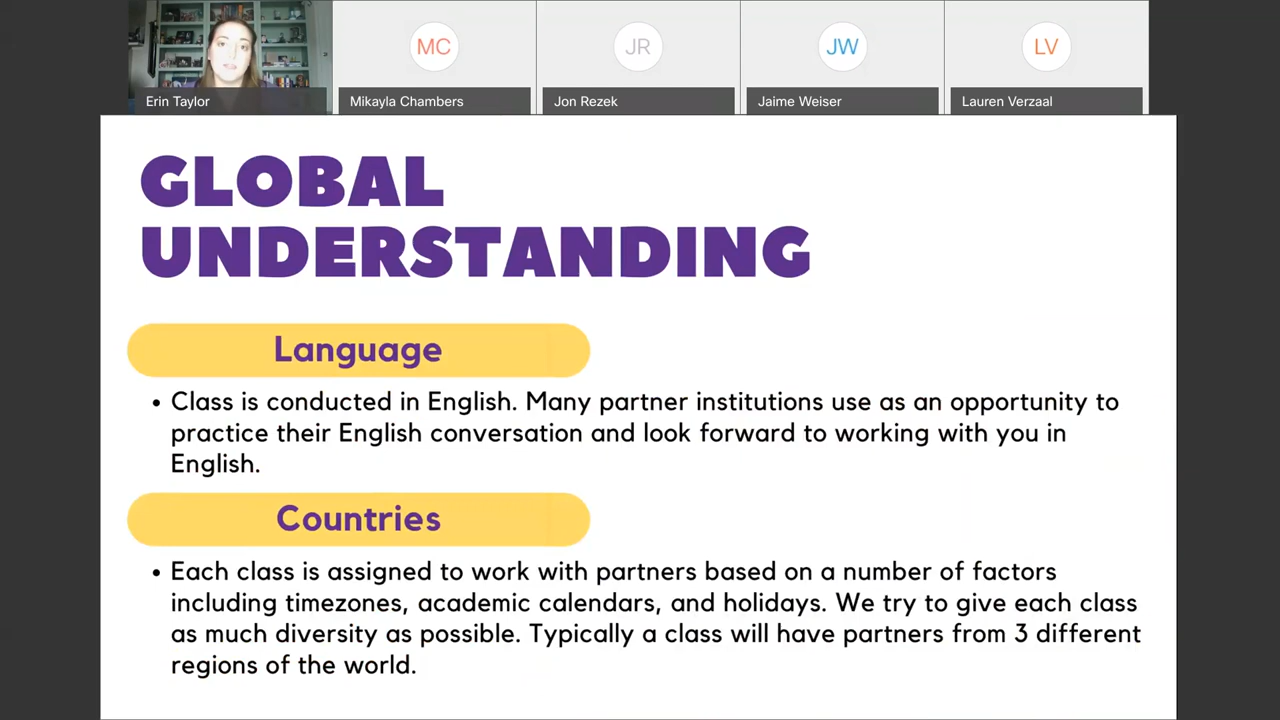 MC
JR
JW
LV
Erin Taylor
Mikayla Chambers
Jon Rezek
Jaime Weiser
Lauren Verzaal
GLOBAL
UNDERSTANDING
Language
• Class is conducted in English. Many partner institutions use as an opportunity to
practice their English conversation and look forward to working with you in
English.
Countries
• Each class is assigned to work with partners based on a number of factors
including timezones, academic calendars, and holidays. We try to give each class
as much diversity as possible. Typically a class will have partners from 3 different
regions of the world.